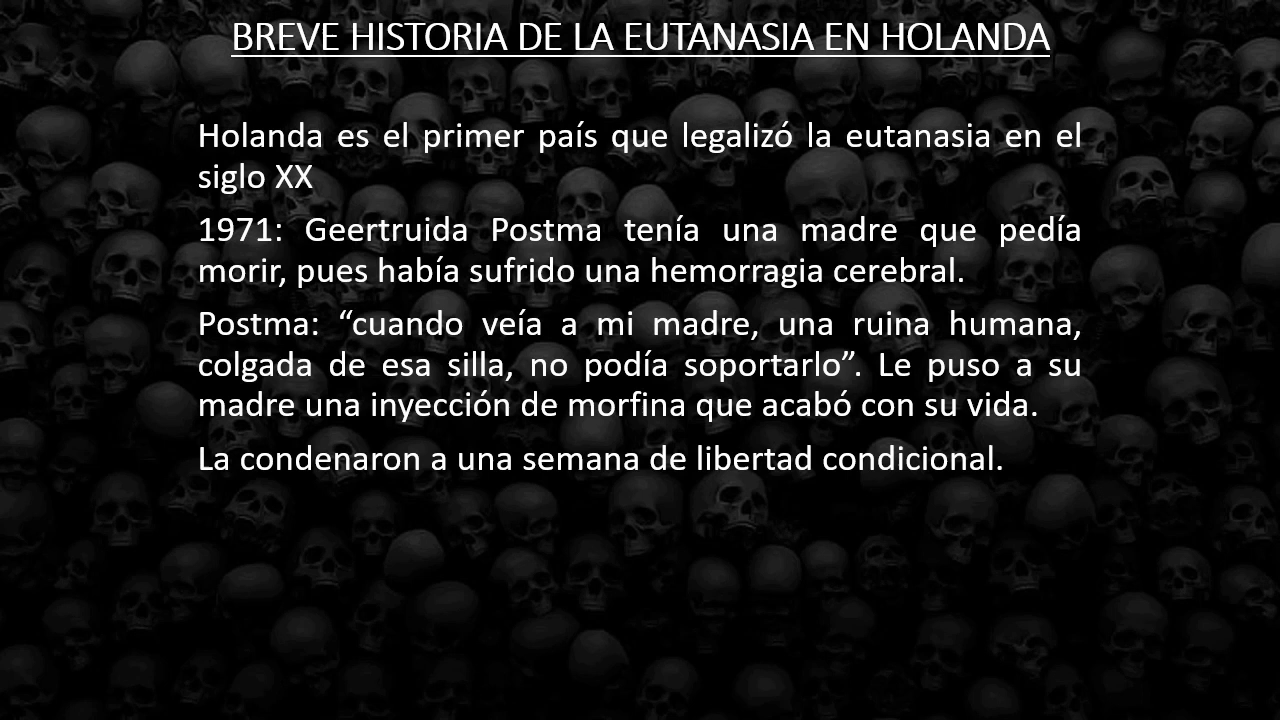 BREVE HISTORIA DE LA EUTANASIA EN HOLANDA
Holanda es el primer país que legalizó la eutanasia en el
siglo XX
1971: Geertruida Postma tenía una madre que pedía
morir, pues había sufrido una hemorragia cerebral.
Postma: “cuando veía a mi madre, una ruina humana,
colgada de esa silla, no podía soportarlo”. Le puso a su
madre una inyección de morfina que acabó con su vida.
La condenaron a una semana de libertad condicional.